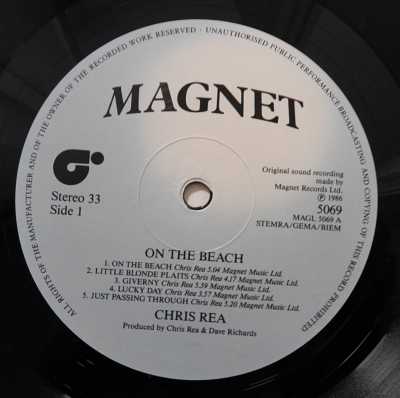 ALL RIGHTS OF THE MANUFACTURER AND OF THE OWNER OF THE RECORDED WORK RESERVED · UNAUTHORISED PUBLIC PERFORMANCE BROADCASTING AND COPYING OF THIS RECORD PROHIBITED
MAGNET
Stereo 33
Side 1
Original sound recording
made by
Magnet Records Ltd.
℗ 1986
5069
MAGL 5069 A
STEMRA/GEMA/BIEM
ON THE BEACH
1. ON THE BEACH Chris Rea 5.04 Magnet Music Ltd.
2. LITTLE BLONDE PLAITS Chris Rea 4.17 Magnet Music Ltd.
3. GIVERNY Chris Rea 5.39 Magnet Music Ltd.
4. LUCKY DAY Chris Rea 3.57 Magnet Music Ltd.
5. JUST PASSING THROUGH Chris Rea 5.20 Magnet Music Ltd.
CHRIS REA
Produced by Chris Rea & Dave Richards